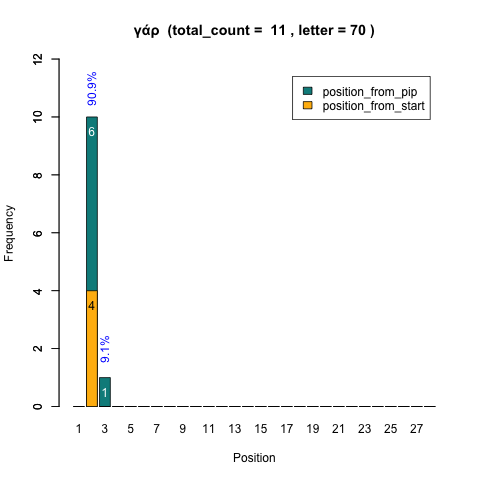 γάρ (total_count = 11 , letter = 70 )
position_from_pip
position_from_start
Frequency
12
10
8
6
4
2
0
90.9%
6
4
9.1%
1
1 3 5 7 9 11 13 15 17 19 21 23 25 27
Position